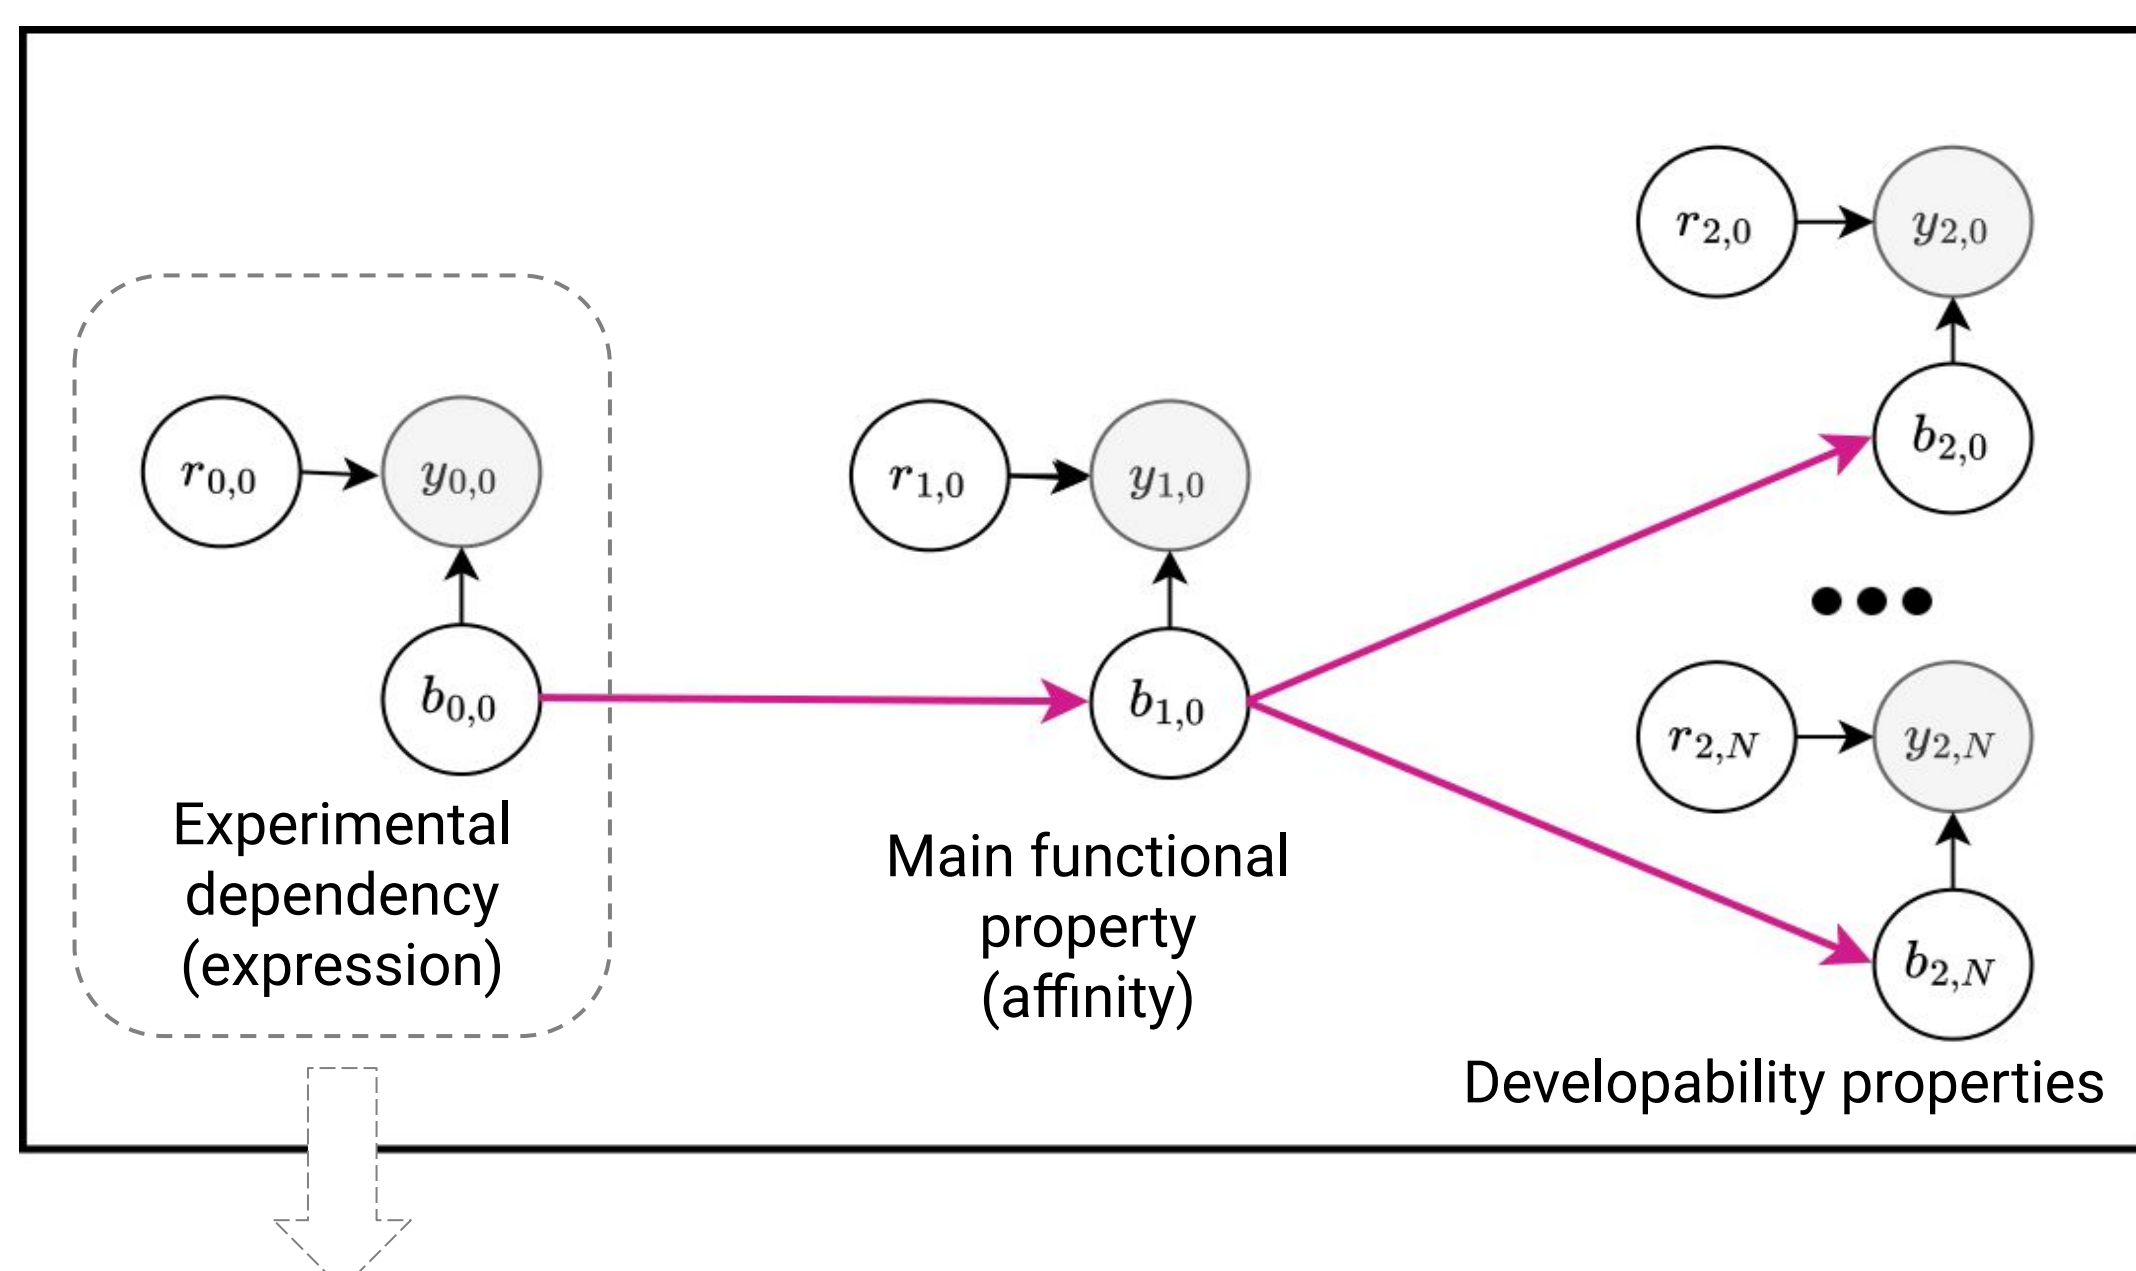 r2,0
y2,0
b2,0
r0,0
y0,0
b0,0
Experimental
dependency
(expression)
r1,0
y1,0
b1,0
Main functional
property
(affinity)
r2,N
y2,N
b2,N
Developability properties